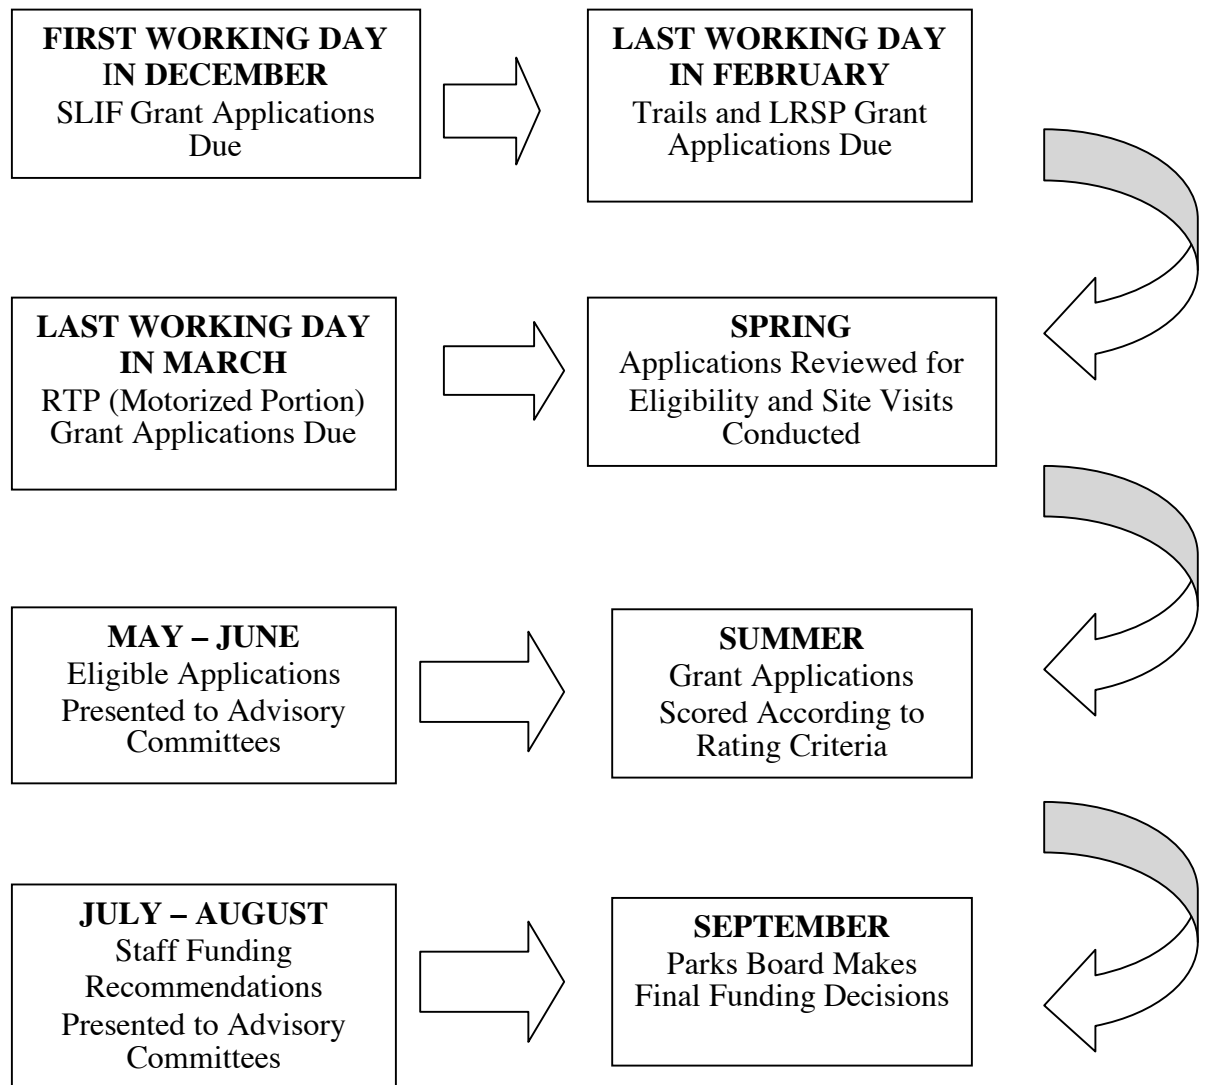 FIRST WORKING DAY
IN DECEMBER
SLIF Grant Applications
Due
LAST WORKING DAY
IN FEBRUARY
Trails and LRSP Grant
Applications Due
LAST WORKING DAY
IN MARCH
RTP (Motorized Portion)
Grant Applications Due
SPRING
Applications Reviewed for
Eligibility and Site Visits
Conducted
MAY – JUNE
Eligible Applications
Presented to Advisory
Committees
SUMMER
Grant Applications
Scored According to
Rating Criteria
JULY – AUGUST
Staff Funding
Recommendations
Presented to Advisory
Committees
SEPTEMBER
Parks Board Makes
Final Funding Decisions